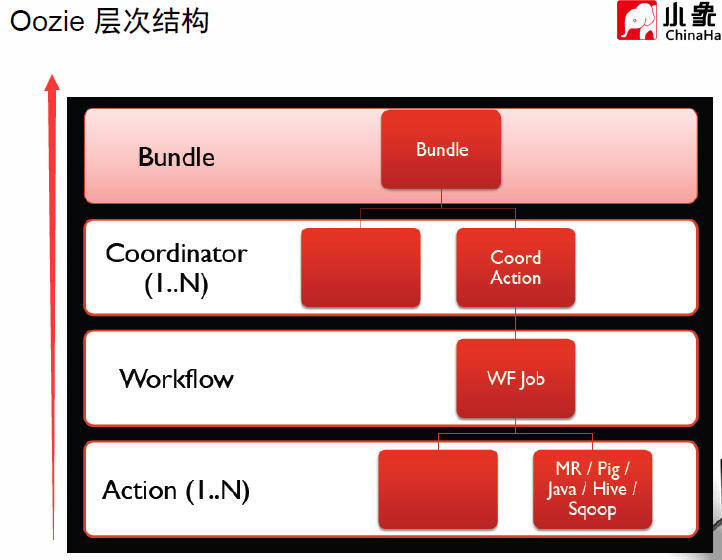 Oozie 层次结构
小象
ChinaHa
Bundle
Bundle
Coordinator
(1..N)
Coord
Action
Workflow
WF Job
Action (1..N)
MR / Pig /
Java / Hive /
Sqoop